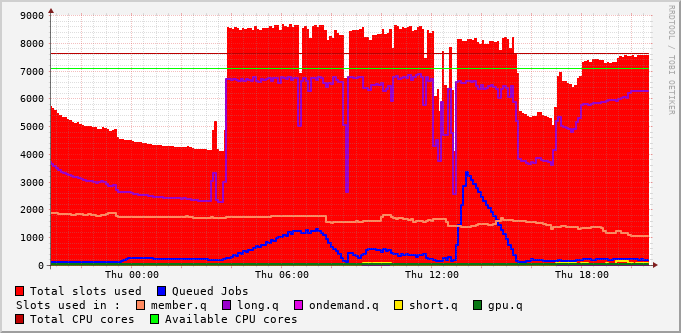 9000
8000
7000
6000
5000
4000
3000
2000
1000
0
Thu 00:00 Thu 06:00 Thu 12:00 Thu 18:00
Total slots used Queued Jobs
Slots used in : member.q long.q ondemand.q short.q gpu.q
Total CPU cores Available CPU cores
RRDTOOL / TOBI OETIKER